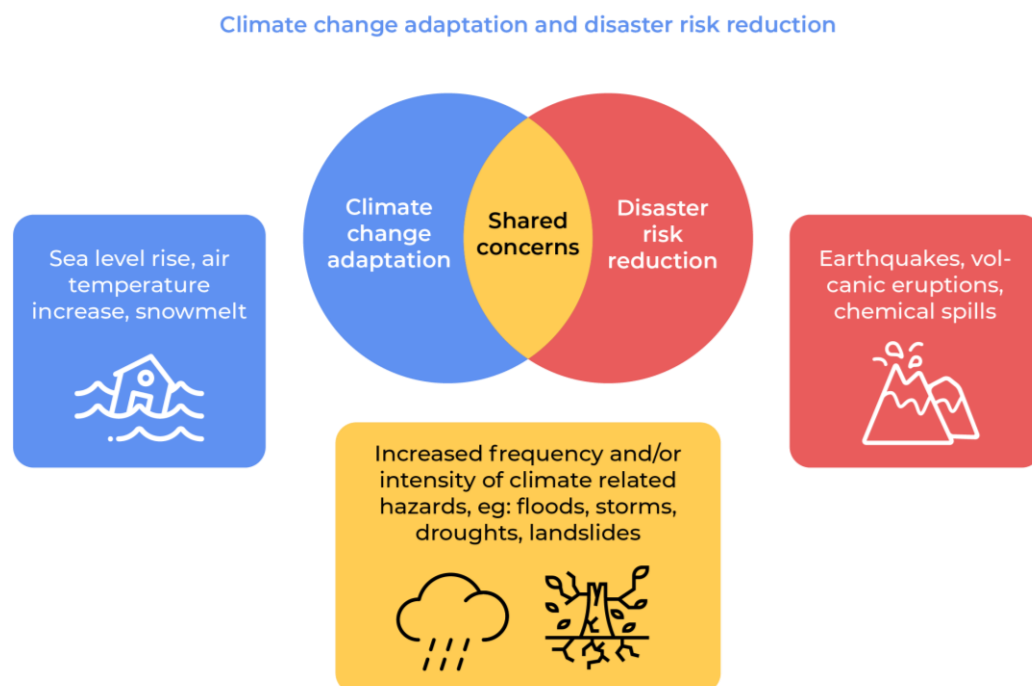 Climate change adaptation and disaster risk reduction
Climate
change
adaptation
Shared
concerns
Disaster
risk
reduction
Sea level rise, air
temperature
increase, snowmelt
Earthquakes, vol-
canic eruptions,
chemical spills
Increased frequency and/or
intensity of climate related
hazards, eg: floods, storms,
droughts, landslides